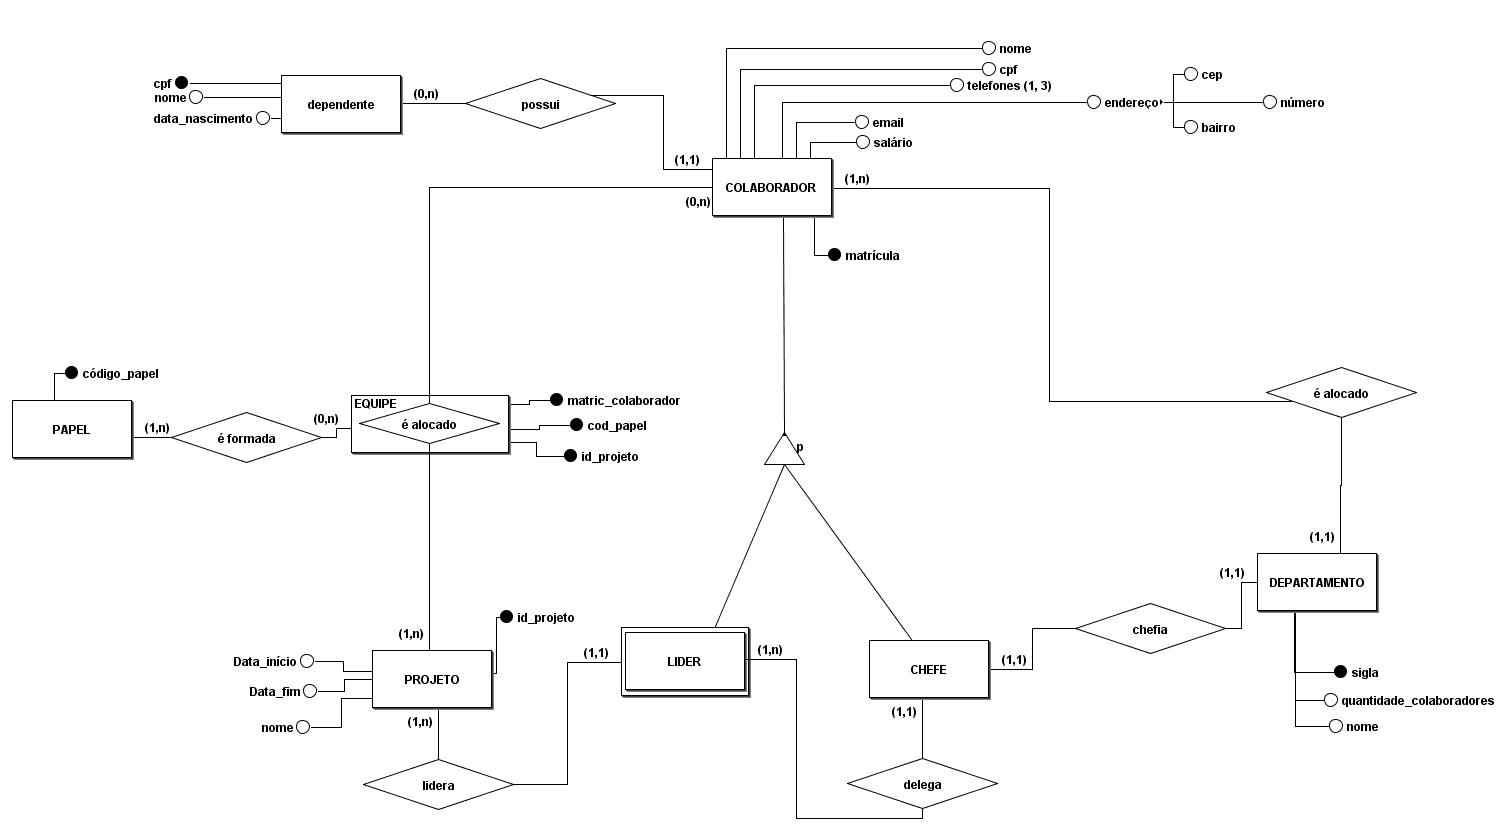 nome
cpf
telefones (1, 3)
cep
endereço
número
bairro
email
salário
cpf
nome
data_nascimento
dependente
(0,n)
possui
(1,1)
COLABORADOR
(0,n)
(1,n)
matrícula
código_papel
PAPEL
(1,n)
é formada
(0,n)
EQUIPE
é alocado
matric_colaborador
cod_papel
id_projeto
p
é alocado
(1,1)
DEPARTAMENTO
(1,1)
chefia
(1,1)
sigla
quantidade_colaboradores
nome
(1,n)
id_projeto
Data_início
Data_fim
nome
PROJETO
(1,n)
(1,1)
LIDER
(1,n)
CHEFE
(1,1)
lidera
delega